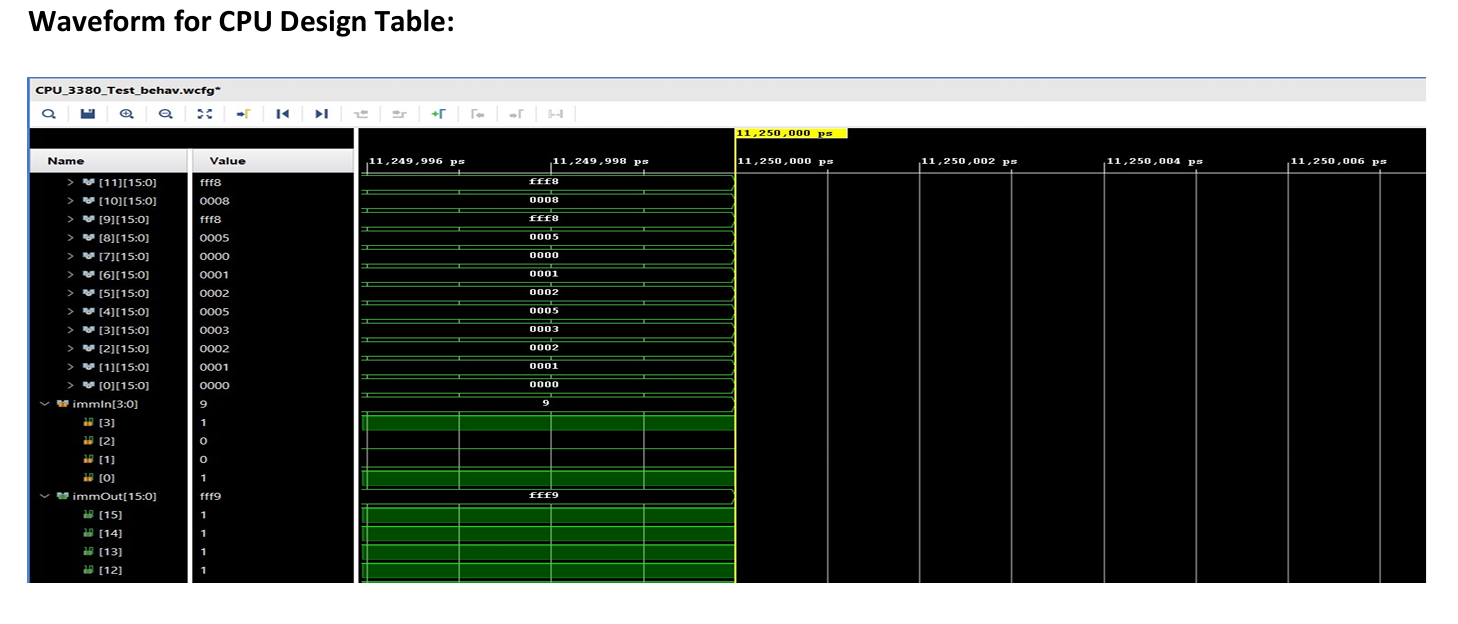 Waveform for CPU Design Table:
CPU_3380_Test_behav.wcfg*
11,250,000 ps
Name Value 11,249,996 ps 11,249,998 ps 11,250,000 ps 11,250,002 ps 11,250,004 ps 11,250,006 ps
[11][15:0] fff8 fff8
[10][15:0] 0008 0008
[9][15:0] fff8 fff8
[8][15:0] 0005 0005
[7][15:0] 0000 0000
[6][15:0] 0001 0001
[5][15:0] 0002 0002
[4][15:0] 0005 0005
[3][15:0] 0003 0003
[2][15:0] 0002 0002
[1][15:0] 0001 0001
[0][15:0] 0000 0000
immIn[3:0] 9 9
[3] 1
[2] 0
[1] 0
[0] 1
immOut[15:0] fff9 fff9
[15] 1
[14] 1
[13] 1
[12] 1